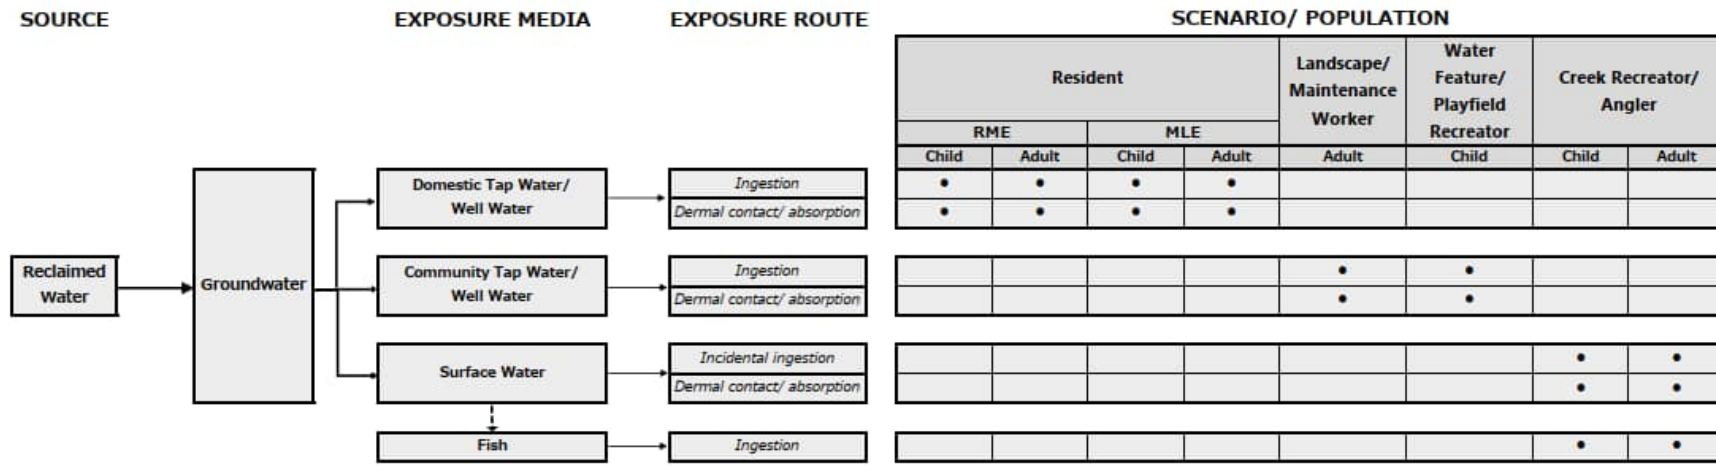 SOURCE
EXPOSURE MEDIA
EXPOSURE ROUTE
SCENARIO/ POPULATION
Resident
Landscape/
Maintenance
Worker
Water
Feature/
Playfield
Recreator
Creek Recreator/
Angler
RME
MLE
Child
Adult
Child
Adult
Adult
Child
Child
Adult
Reclaimed
Water
Groundwater
Domestic Tap Water/
Well Water
Ingestion
Dermal contact/ absorption
Community Tap Water/
Well Water
Ingestion
Dermal contact/ absorption
Surface Water
Incidental ingestion
Dermal contact/ absorption
Fish
Ingestion